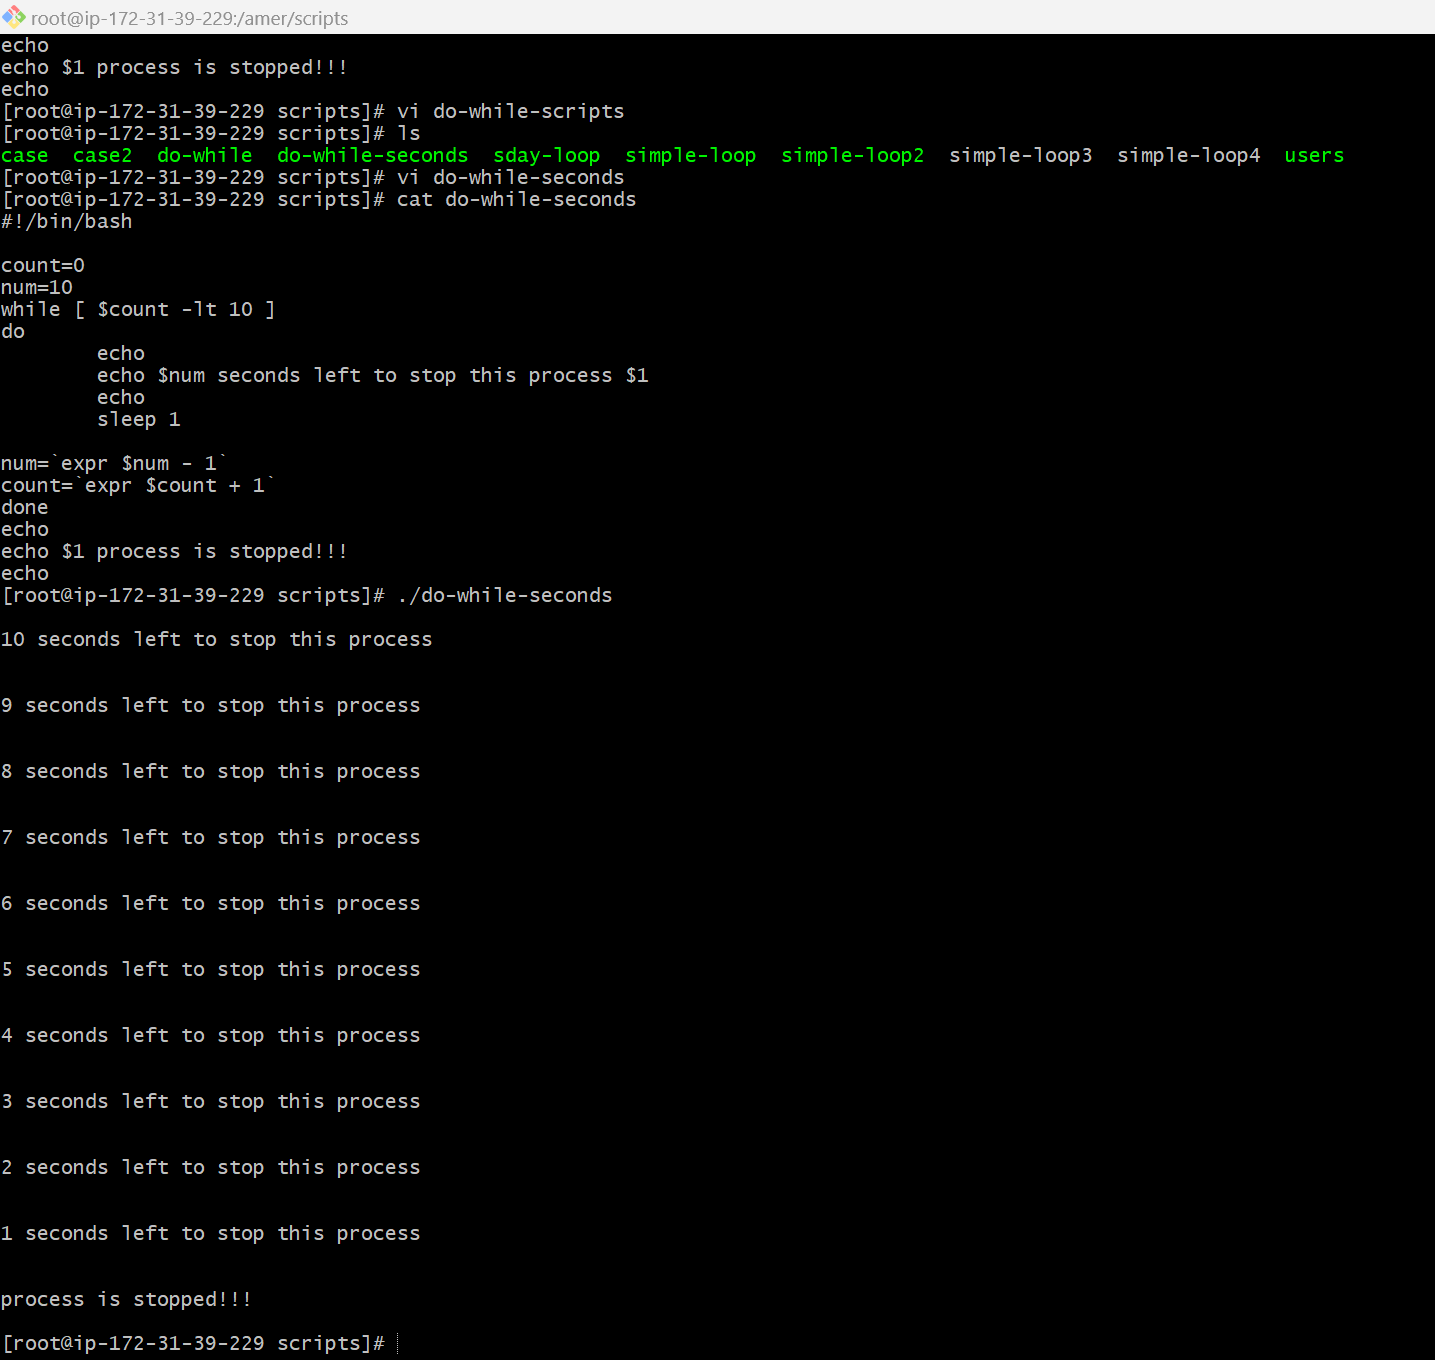 root@ip-172-31-39-229:/amer/scripts
echo
echo $1 process is stopped!!!
echo
[root@ip-172-31-39-229 scripts]# vi do-while-scripts
[root@ip-172-31-39-229 scripts]# ls
case  case2  do-while  do-while-seconds  sday-loop  simple-loop  simple-loop2  simple-loop3  simple-loop4  users
[root@ip-172-31-39-229 scripts]# vi do-while-seconds
[root@ip-172-31-39-229 scripts]# cat do-while-seconds
#!/bin/bash

count=0
num=10
while [ $count -lt 10 ]
do
        echo
        echo $num seconds left to stop this process $1
        echo
        sleep 1

num=`expr $num - 1`
count=`expr $count + 1`
done
echo
echo $1 process is stopped!!!
echo
[root@ip-172-31-39-229 scripts]# ./do-while-seconds

10 seconds left to stop this process

9 seconds left to stop this process

8 seconds left to stop this process

7 seconds left to stop this process

6 seconds left to stop this process

5 seconds left to stop this process

4 seconds left to stop this process

3 seconds left to stop this process

2 seconds left to stop this process

1 seconds left to stop this process

process is stopped!!!

[root@ip-172-31-39-229 scripts]#